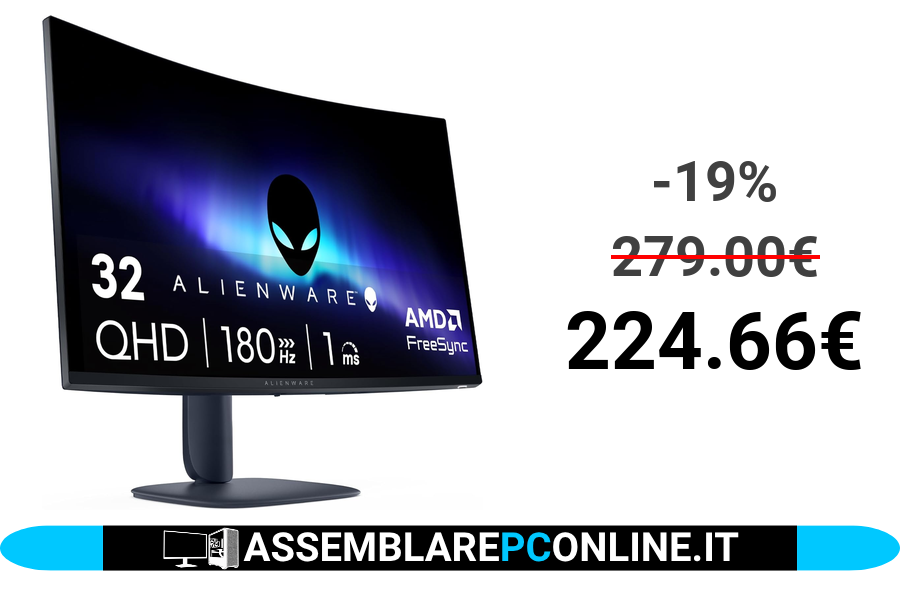 32
ALIENWARE
QHD | 180 Hz | 1 ms
AMD
FreeSync
ALIENWARE
-19%
279.00€
224.66€
ASSEMBLAREPCONLINE.IT